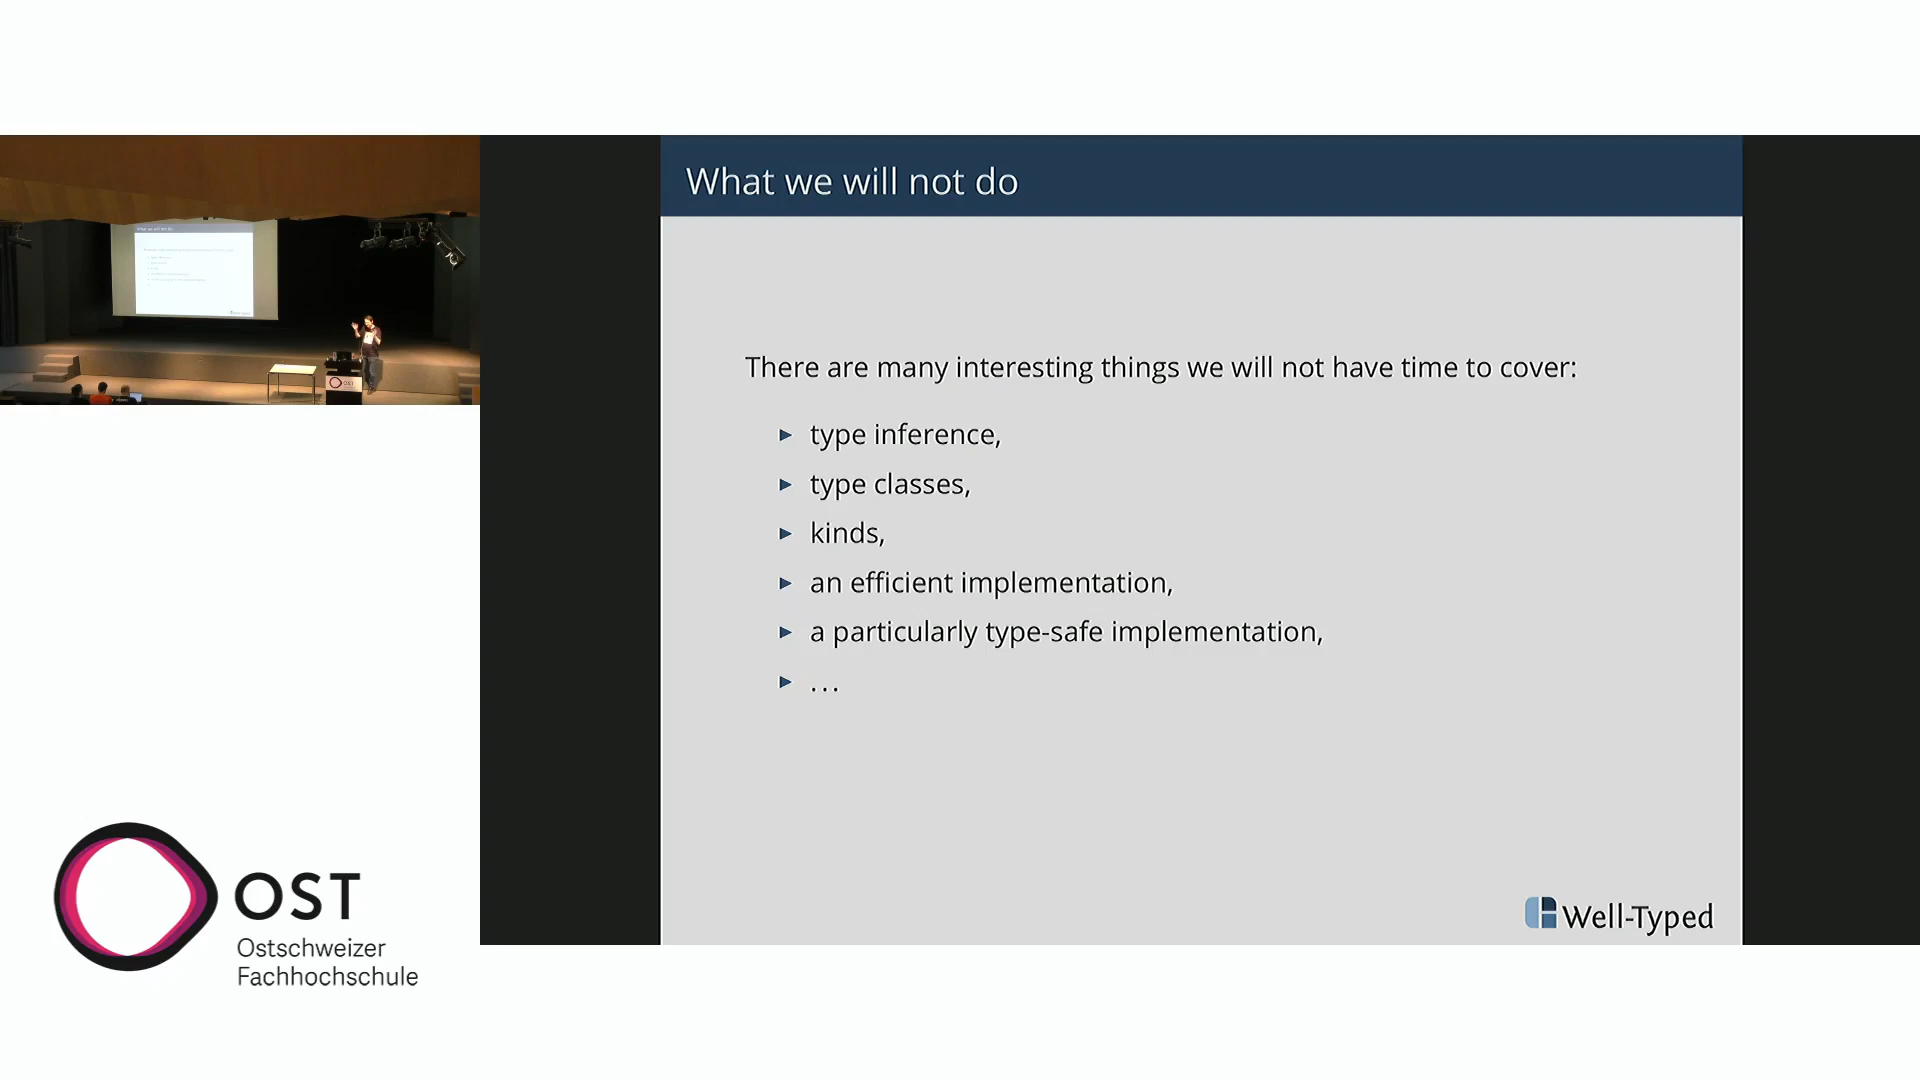 What we will not do
There are many interesting things we will not have time to cover:
type inference,
type classes,
kinds,
an efficient implementation,
a particularly type-safe implementation,
...
Well-Typed
OST
OST
Ostschweizer
Fachhochschule